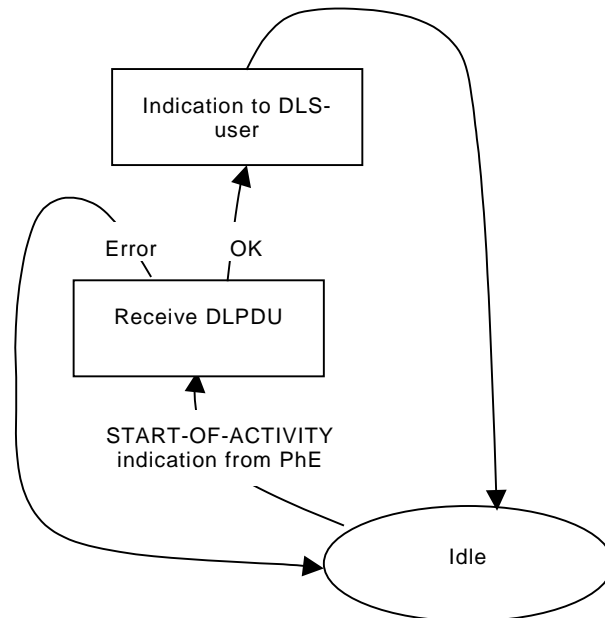 Indication to DLS-
user
Error
OK
Receive DLPDU
START-OF-ACTIVITY
indication from PhE
Idle